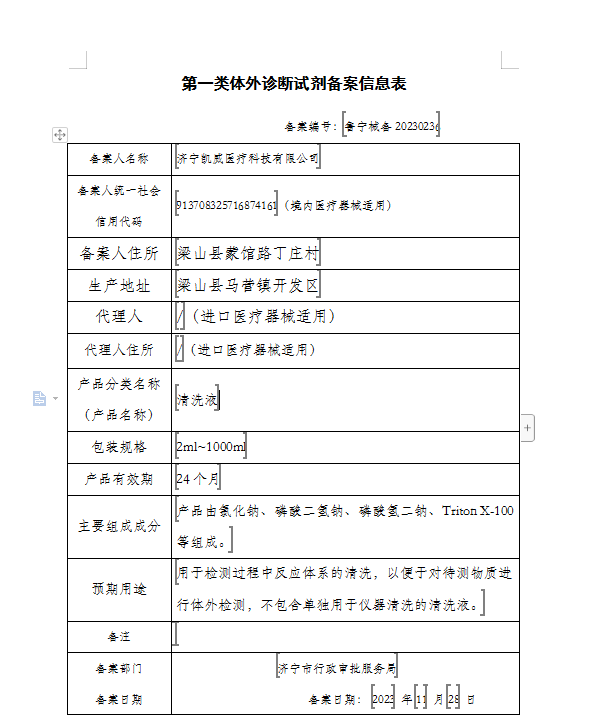 第一类体外诊断试剂备案信息表
备案编号：鲁宁械备 20230236
备案人名称 济宁凯威医疗科技有限公司
备案人统一社会
信用代码
913708325716874161（境内医疗器械适用）
备案人住所 梁山县蒙馆路丁庄村
生产地址 梁山县马营镇开发区
代理人 /（进口医疗器械适用）
代理人住所 /（进口医疗器械适用）
产品分类名称
（产品名称）
清洗液
包装规格 2ml~1000ml
产品有效期 24 个月
主要组成成分
产品由氯化钠、磷酸二氢钠、磷酸氢二钠、Triton X-100
等组成。
预期用途
用于检测过程中反应体系的清洗，以便于对待测物质进
行体外检测，不包含单独用于仪器清洗的清洗液。
备注
备案部门 济宁市行政审批服务局
备案日期 备案日期：2023 年 11 月 28 日